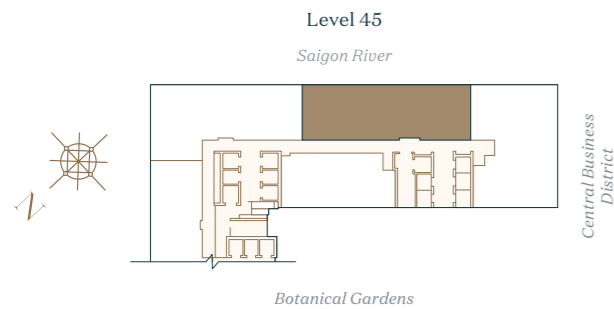 Level 45
Saigon River
Central Business
District
N
Botanical Gardens